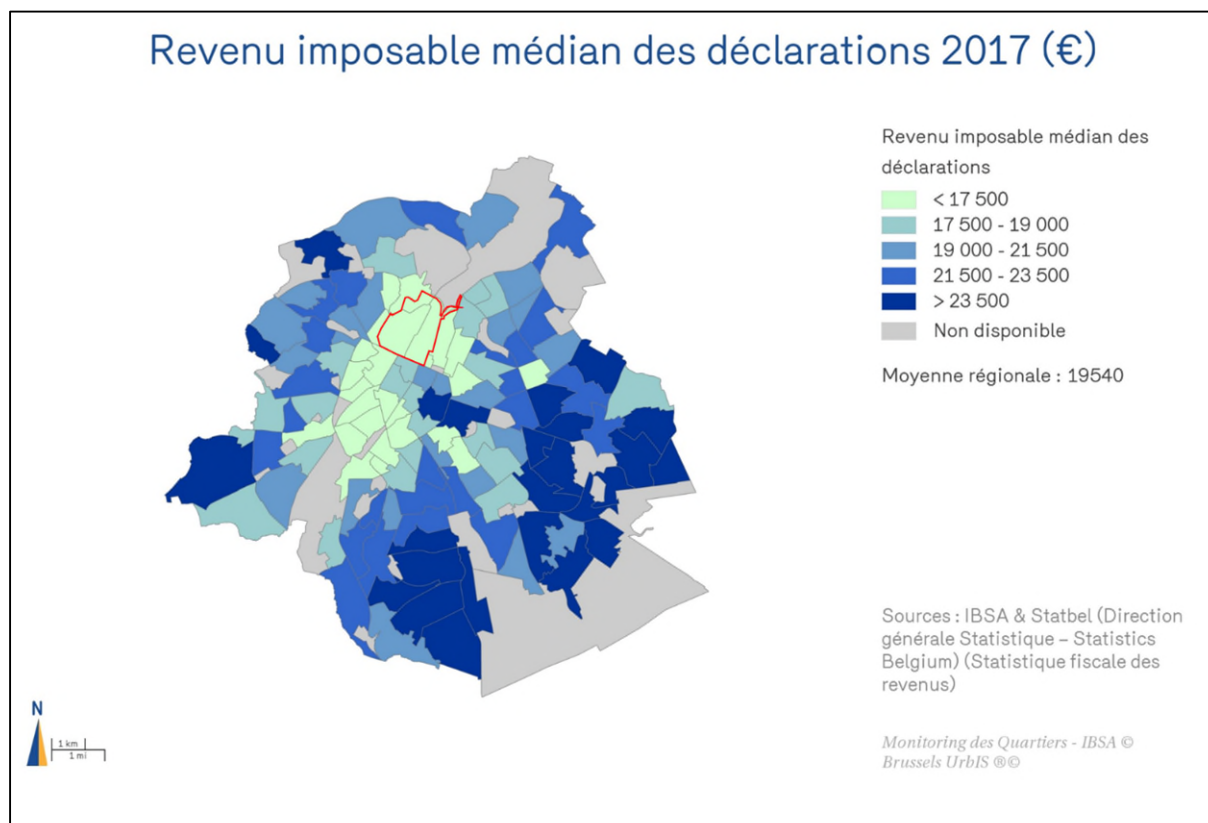 Revenu imposable médian des déclarations 2017 (€)
Revenu imposable médian des
déclarations
< 17 500
17 500 - 19 000
19 000 - 21 500
21 500 - 23 500
> 23 500
Non disponible
Moyenne régionale : 19540
Sources : IBSA & Statbel (Direction
générale Statistique – Statistics
Belgium) (Statistique fiscale des
revenus)
N
1 km
1 mi
Monitoring des Quartiers - IBSA ©
Brussels UrbIS ®©